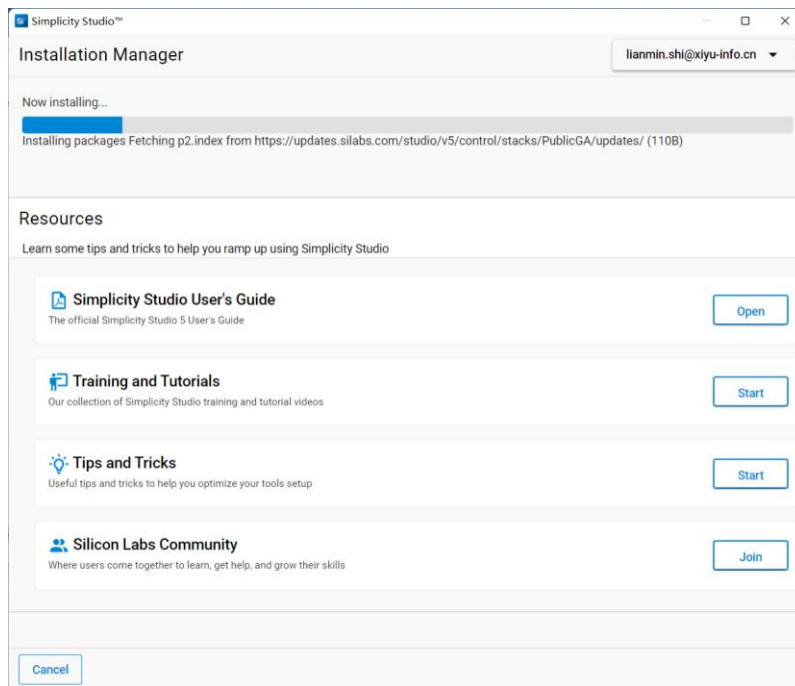 Simplicity Studio™
Installation Manager
lianmin.shi@xiyu-info.cn
Now installing...
Installing packages Fetching p2.index from https://updates.silabs.com/studio/v5/control/stacks/PublicGA/updates/ (110B)
Resources
Learn some tips and tricks to help you ramp up using Simplicity Studio
Simplicity Studio User's Guide
The official Simplicity Studio 5 User's Guide
Open
Training and Tutorials
Our collection of Simplicity Studio training and tutorial videos
Start
Tips and Tricks
Useful tips and tricks to help you optimize your tools setup
Start
Silicon Labs Community
Where users come together to learn, get help, and grow their skills
Join
Cancel